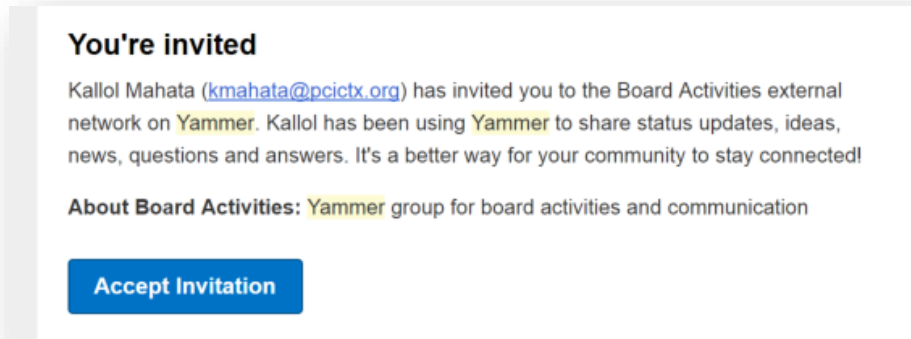 You're invited
Kallol Mahata (kmahata@pcictx.org) has invited you to the Board Activities external
network on Yammer. Kallol has been using Yammer to share status updates, ideas,
news, questions and answers. It's a better way for your community to stay connected!
About Board Activities: Yammer group for board activities and communication
Accept Invitation